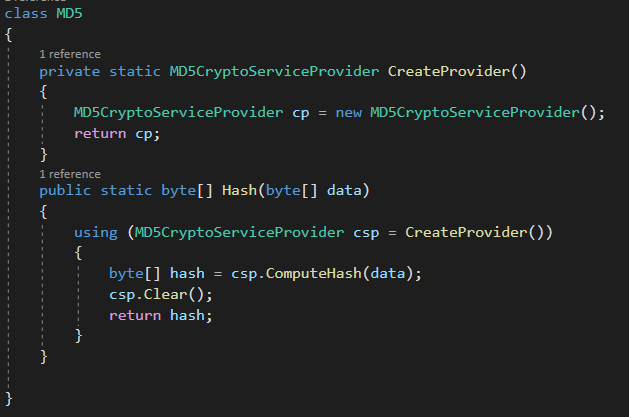 class MD5
{
1 reference
private static MD5CryptoServiceProvider CreateProvider()
{
MD5CryptoServiceProvider cp = new MD5CryptoServiceProvider();
return cp;
}
1 reference
public static byte[] Hash(byte[] data)
{
using (MD5CryptoServiceProvider csp = CreateProvider())
{
byte[] hash = csp.ComputeHash(data);
csp.Clear();
return hash;
}
}
}